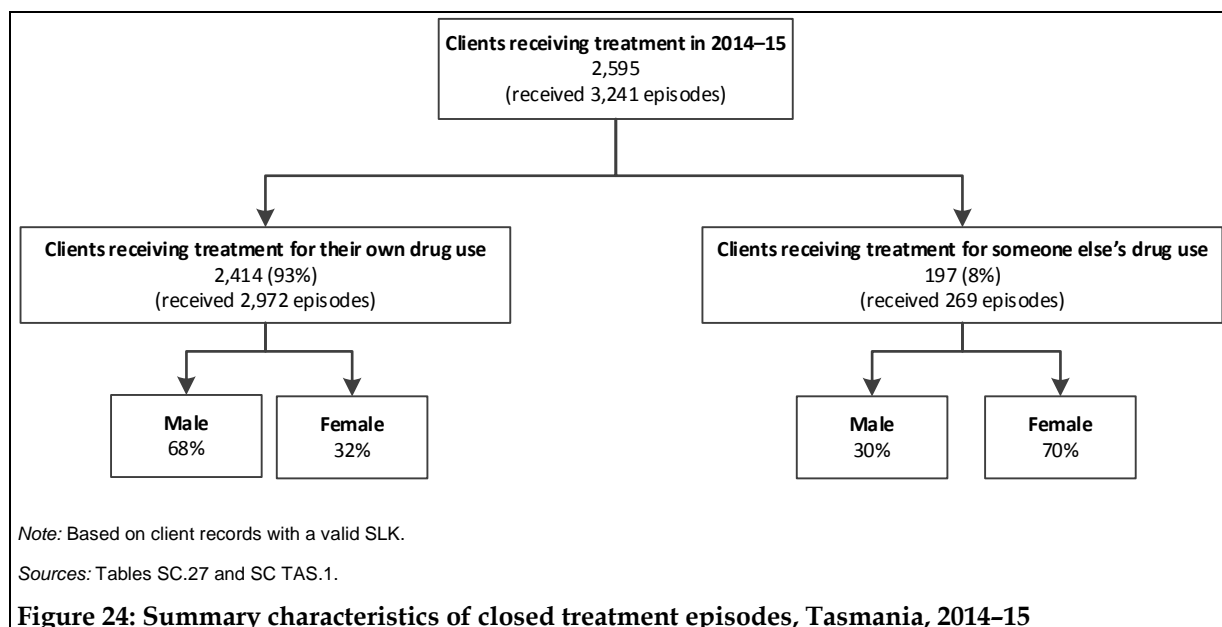 Clients receiving treatment in 2014–15
2,595
(received 3,241 episodes)
Clients receiving treatment for their own drug use
2,414 (93%)
(received 2,972 episodes)
Clients receiving treatment for someone else's drug use
197 (8%)
(received 269 episodes)
Male
68%
Female
32%
Male
30%
Female
70%
Note: Based on client records with a valid SLK.
Sources: Tables SC.27 and SC TAS.1.
Figure 24: Summary characteristics of closed treatment episodes, Tasmania, 2014–15